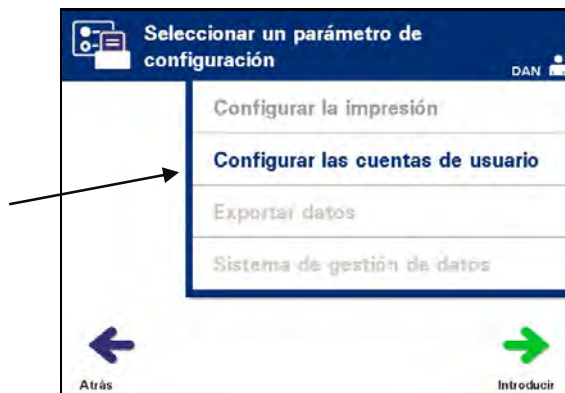 Seleccionar un parámetro de
configuración
DAN
Configurar la impresión
Configurar las cuentas de usuario
Exportar datos
Sistema de gestión de datos
Atrás
Introducir